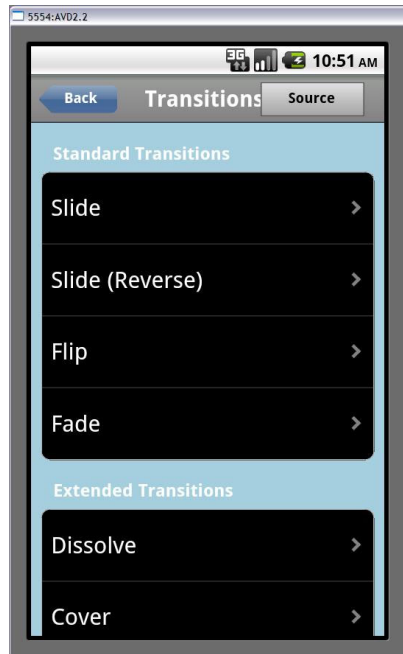 5554:AVD2.2
3G 10:51 AM
Back Transitions Source
Standard Transitions
Slide
Slide (Reverse)
Flip
Fade
Extended Transitions
Dissolve
Cover